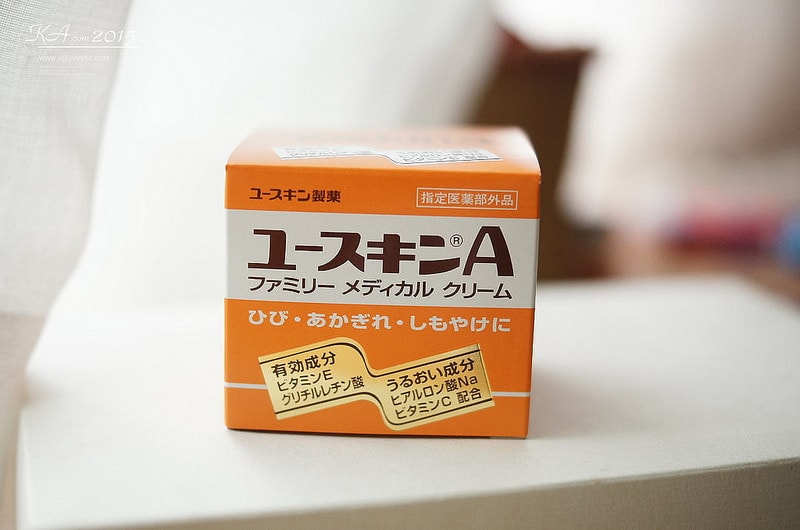 KA.com 2015
ユースキン製薬
指定医薬部外品
ユースキン®A
ファミリー メディカル クリーム
ひび・あかぎれ・しもやけに
有効成分
ビタミンE
グリチルレチン酸
うるおい成分
ヒアルロン酸Na
ビタミンC 配合